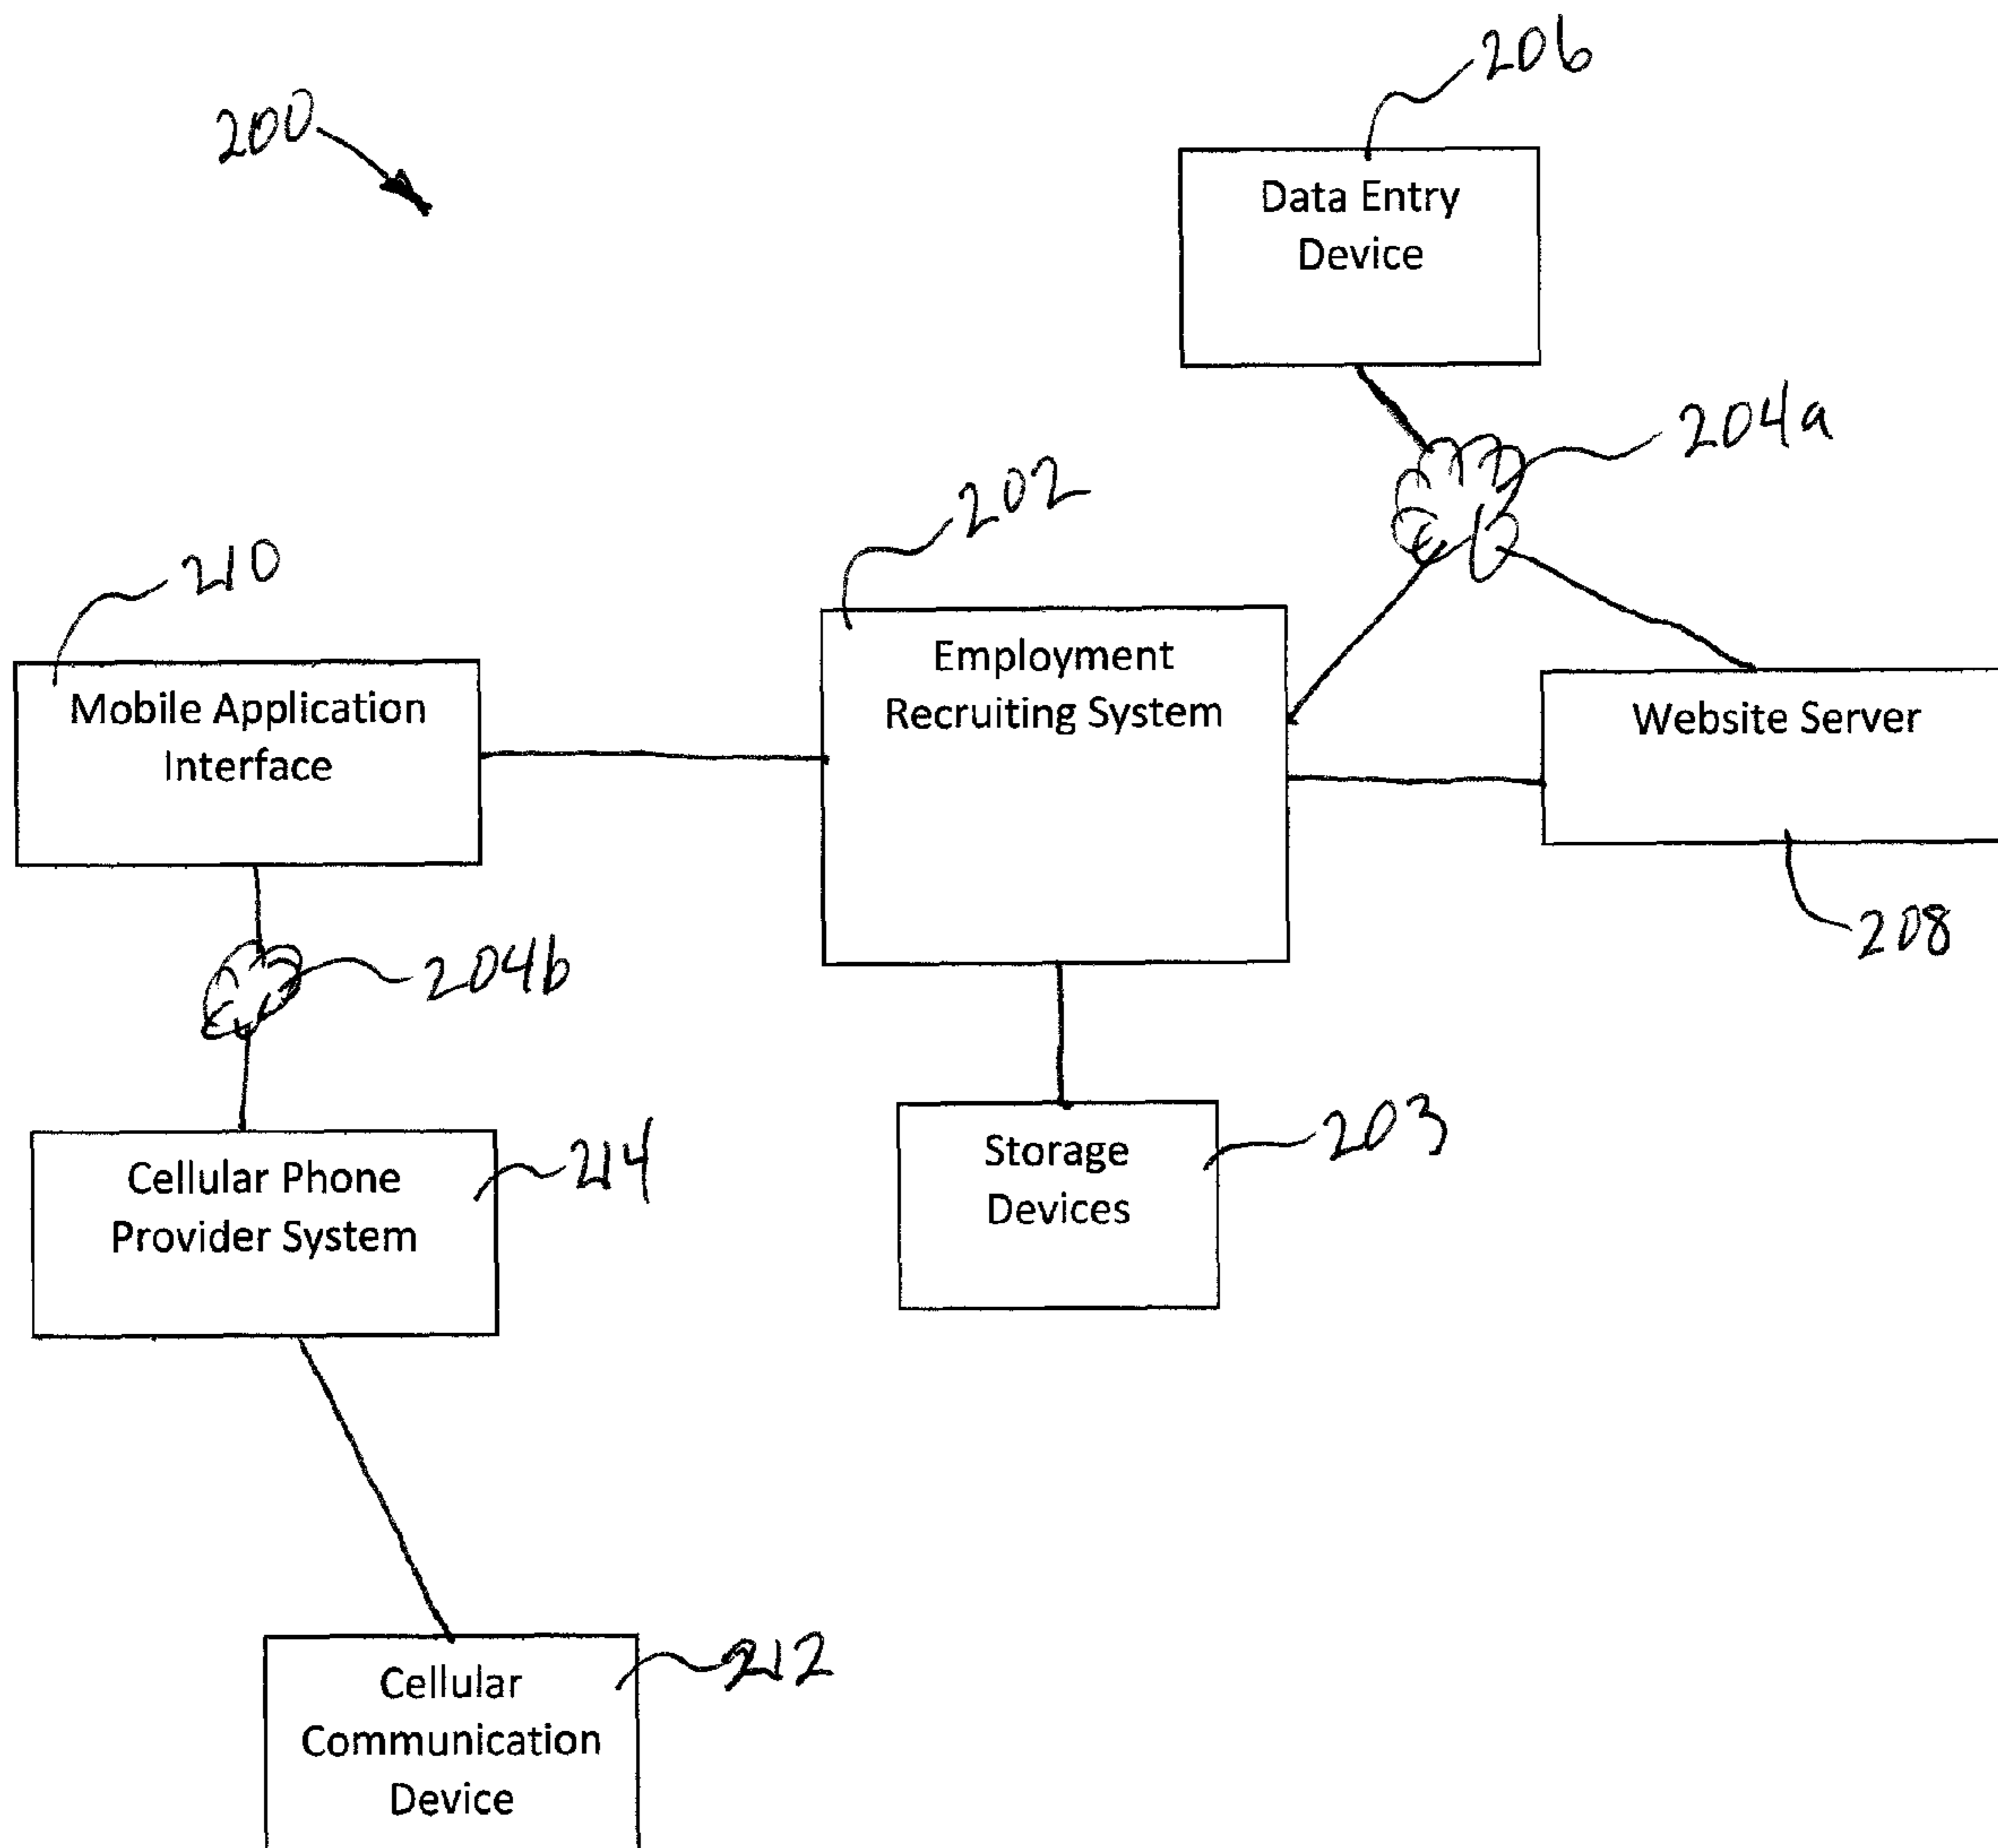 206
200
Data Entry
Device
204a
202
210
Employment
Recruiting System
Mobile Application
Interface
Website Server
208
204b
Cellular Phone
Provider System
214
Storage
Devices
203
Cellular
Communication
Device
212